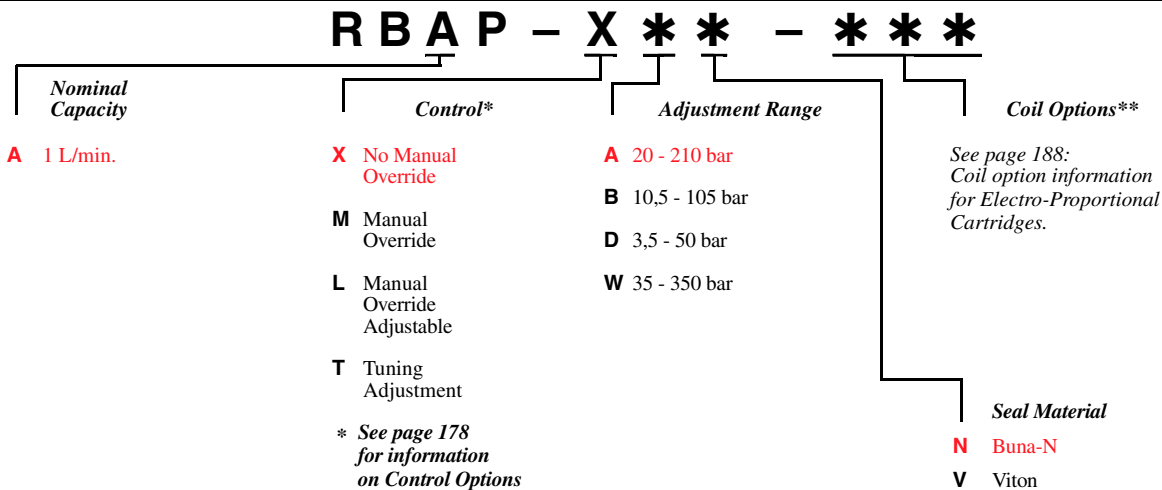 R B A P – X ✱ ✱ – ✱ ✱ ✱
Nominal
Capacity
A 1 L/min.
Control*
X No Manual
Override
M Manual
Override
L Manual
Override
Adjustable
T Tuning
Adjustment
* See page 178
for information
on Control Options
Adjustment Range
A 20 - 210 bar
B 10,5 - 105 bar
D 3,5 - 50 bar
W 35 - 350 bar
Coil Options**
See page 188:
Coil option information
for Electro-Proportional
Cartridges.
Seal Material
N Buna-N
V Viton